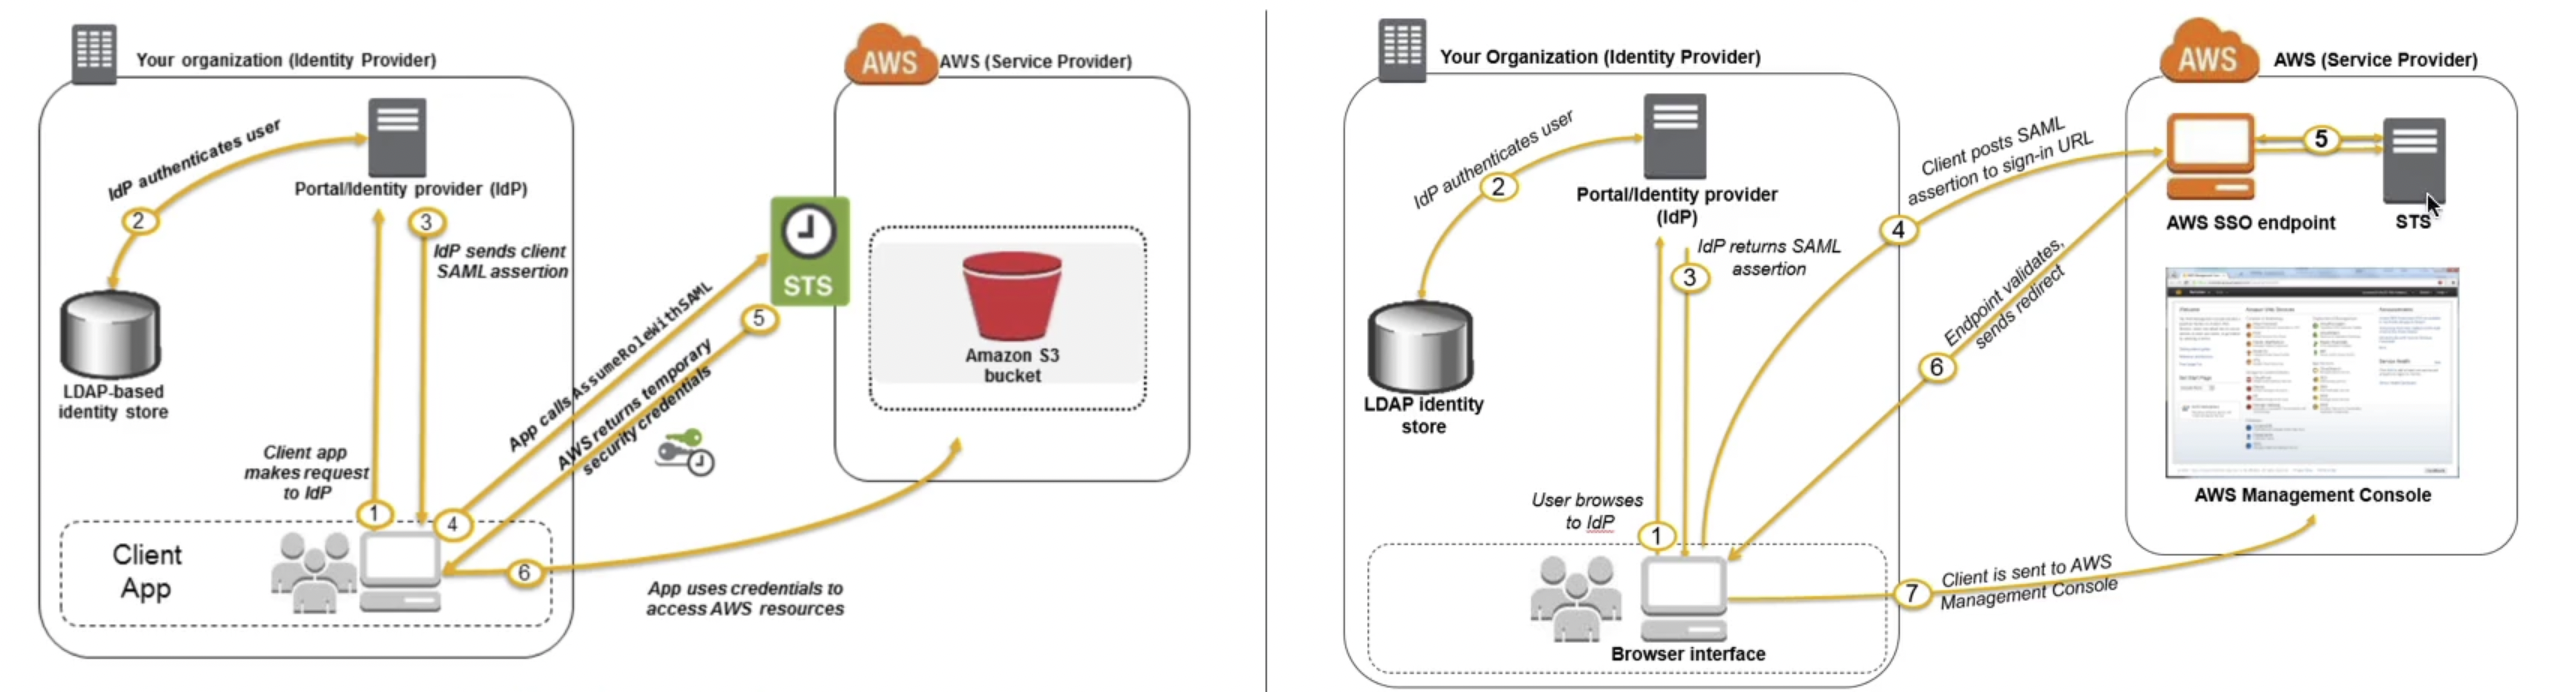 Your organization (Identity Provider)
AWS
AWS (Service Provider)
IdP authenticates user
2
Portal/Identity provider (IdP)
3
IdP sends client
SAML assertion
LDAP-based
identity store
STS
5
Amazon S3
bucket
App calls AssumeRoleWithSAML
AWS returns temporary
security credentials
Client app
makes request
to IdP
1
4
Client
App
6
App uses credentials to
access AWS resources
Your Organization (Identity Provider)
AWS
AWS (Service Provider)
IdP authenticates user
2
Portal/Identity provider
(IdP)
3
IdP returns SAML
assertion
Client posts SAML
assertion to sign-in URL
4
5
AWS SSO endpoint
STS
LDAP identity
store
Endpoint validates,
sends redirect
6
AWS Management Console
User browses
to IdP
1
7
Client is sent to AWS
Management Console
Browser interface